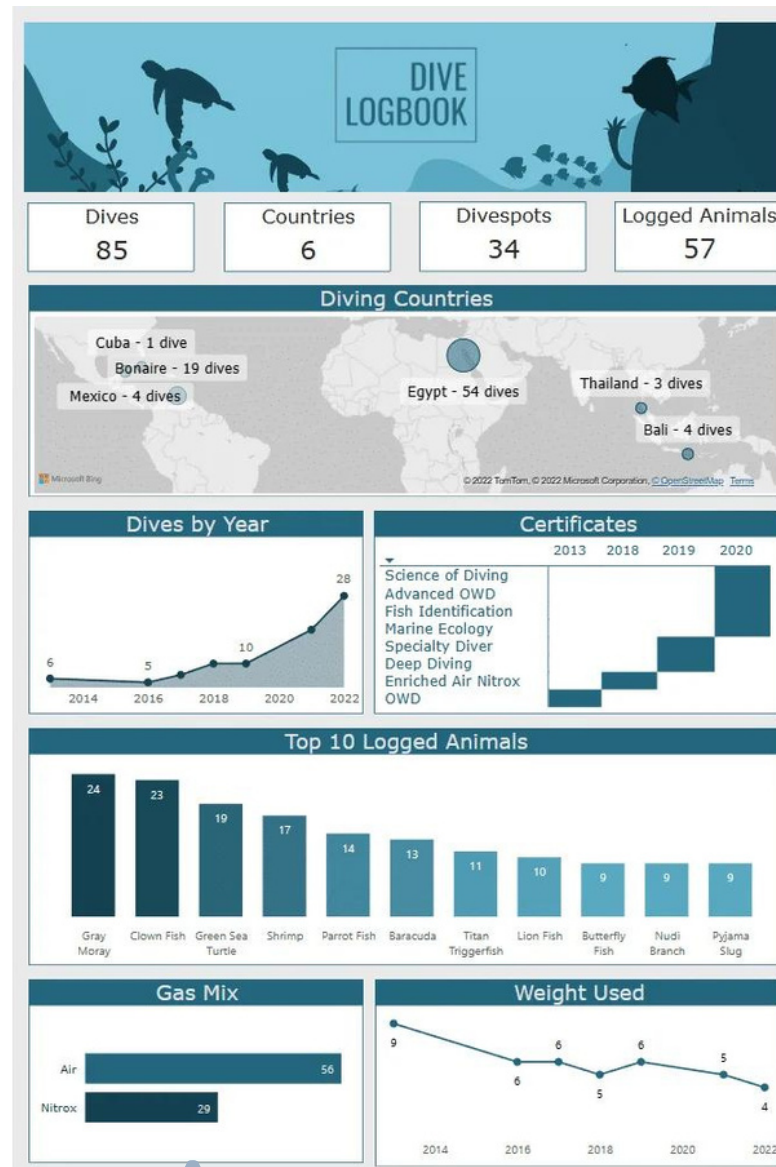 DIVE
LOGBOOK
Dives
85
Countries
6
Divespots
34
Logged Animals
57
Diving Countries
Cuba - 1 dive
Bonaire - 19 dives
Mexico - 4 dives
Egypt - 54 dives
Thailand - 3 dives
Bali - 4 dives
Microsoft Bing
© 2022 TomTom, © 2022 Microsoft Corporation, © OpenStreetMap Terms
Dives by Year
6
5
10
28
2014 2016 2018 2020 2022
Certificates
2013 2018 2019 2020
Science of Diving
Advanced OWD
Fish Identification
Marine Ecology
Specialty Diver
Deep Diving
Enriched Air Nitrox
OWD
Top 10 Logged Animals
24 23 19 17 14 13 11 10 9 9 9
Gray Moray
Clown Fish
Green Sea Turtle
Shrimp
Parrot Fish
Baracuda
Titan Triggerfish
Lion Fish
Butterfly Fish
Nudi Branch
Pyjama Slug
Gas Mix
Air 56
Nitrox 29
Weight Used
9 6 6 5 6 5 4
2014 2016 2018 2020 2022